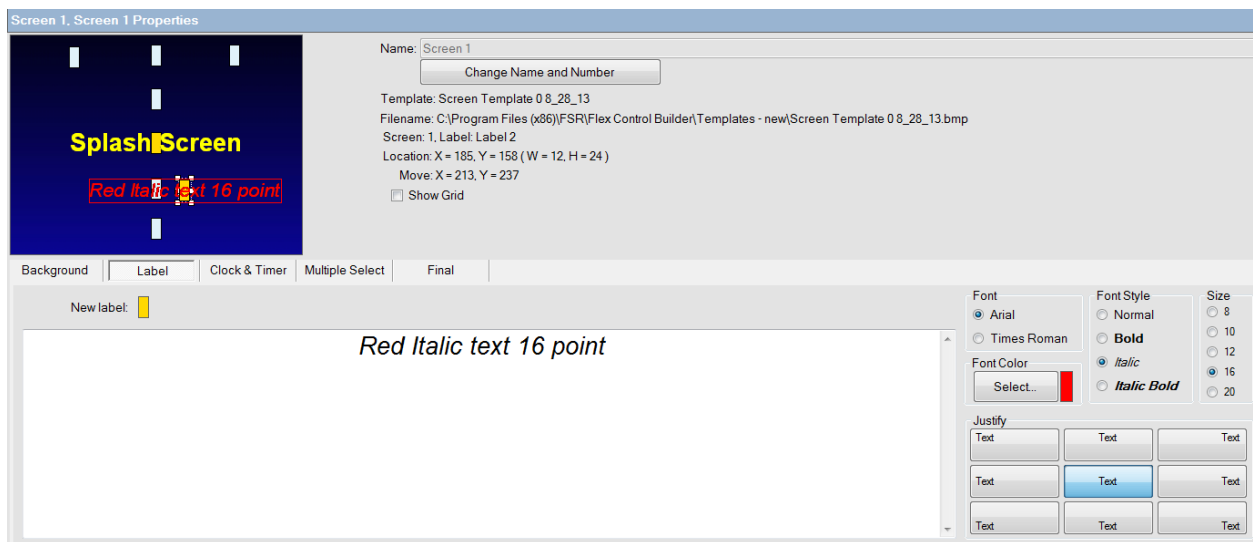 Screen 1, Screen 1 Properties
Splash Screen
Red Italic text 16 point
Name: Screen 1
Change Name and Number
Template: Screen Template 0 8_28_13
Filename: C:\Program Files (x86)\FSR\Flex Control Builder\Templates - new\Screen Template 0 8_28_13.bmp
Screen: 1, Label: Label 2
Location: X = 185, Y = 158 ( W = 12, H = 24 )
Move: X = 213, Y = 237
Show Grid
Background Label Clock & Timer Multiple Select Final
New label:
Red Italic text 16 point
Font
Arial
Times Roman
Font Color
Select...
Font Style
Normal
Bold
Italic
Italic Bold
Size
8
10
12
16
20
Justify
Text Text Text
Text Text Text
Text Text Text